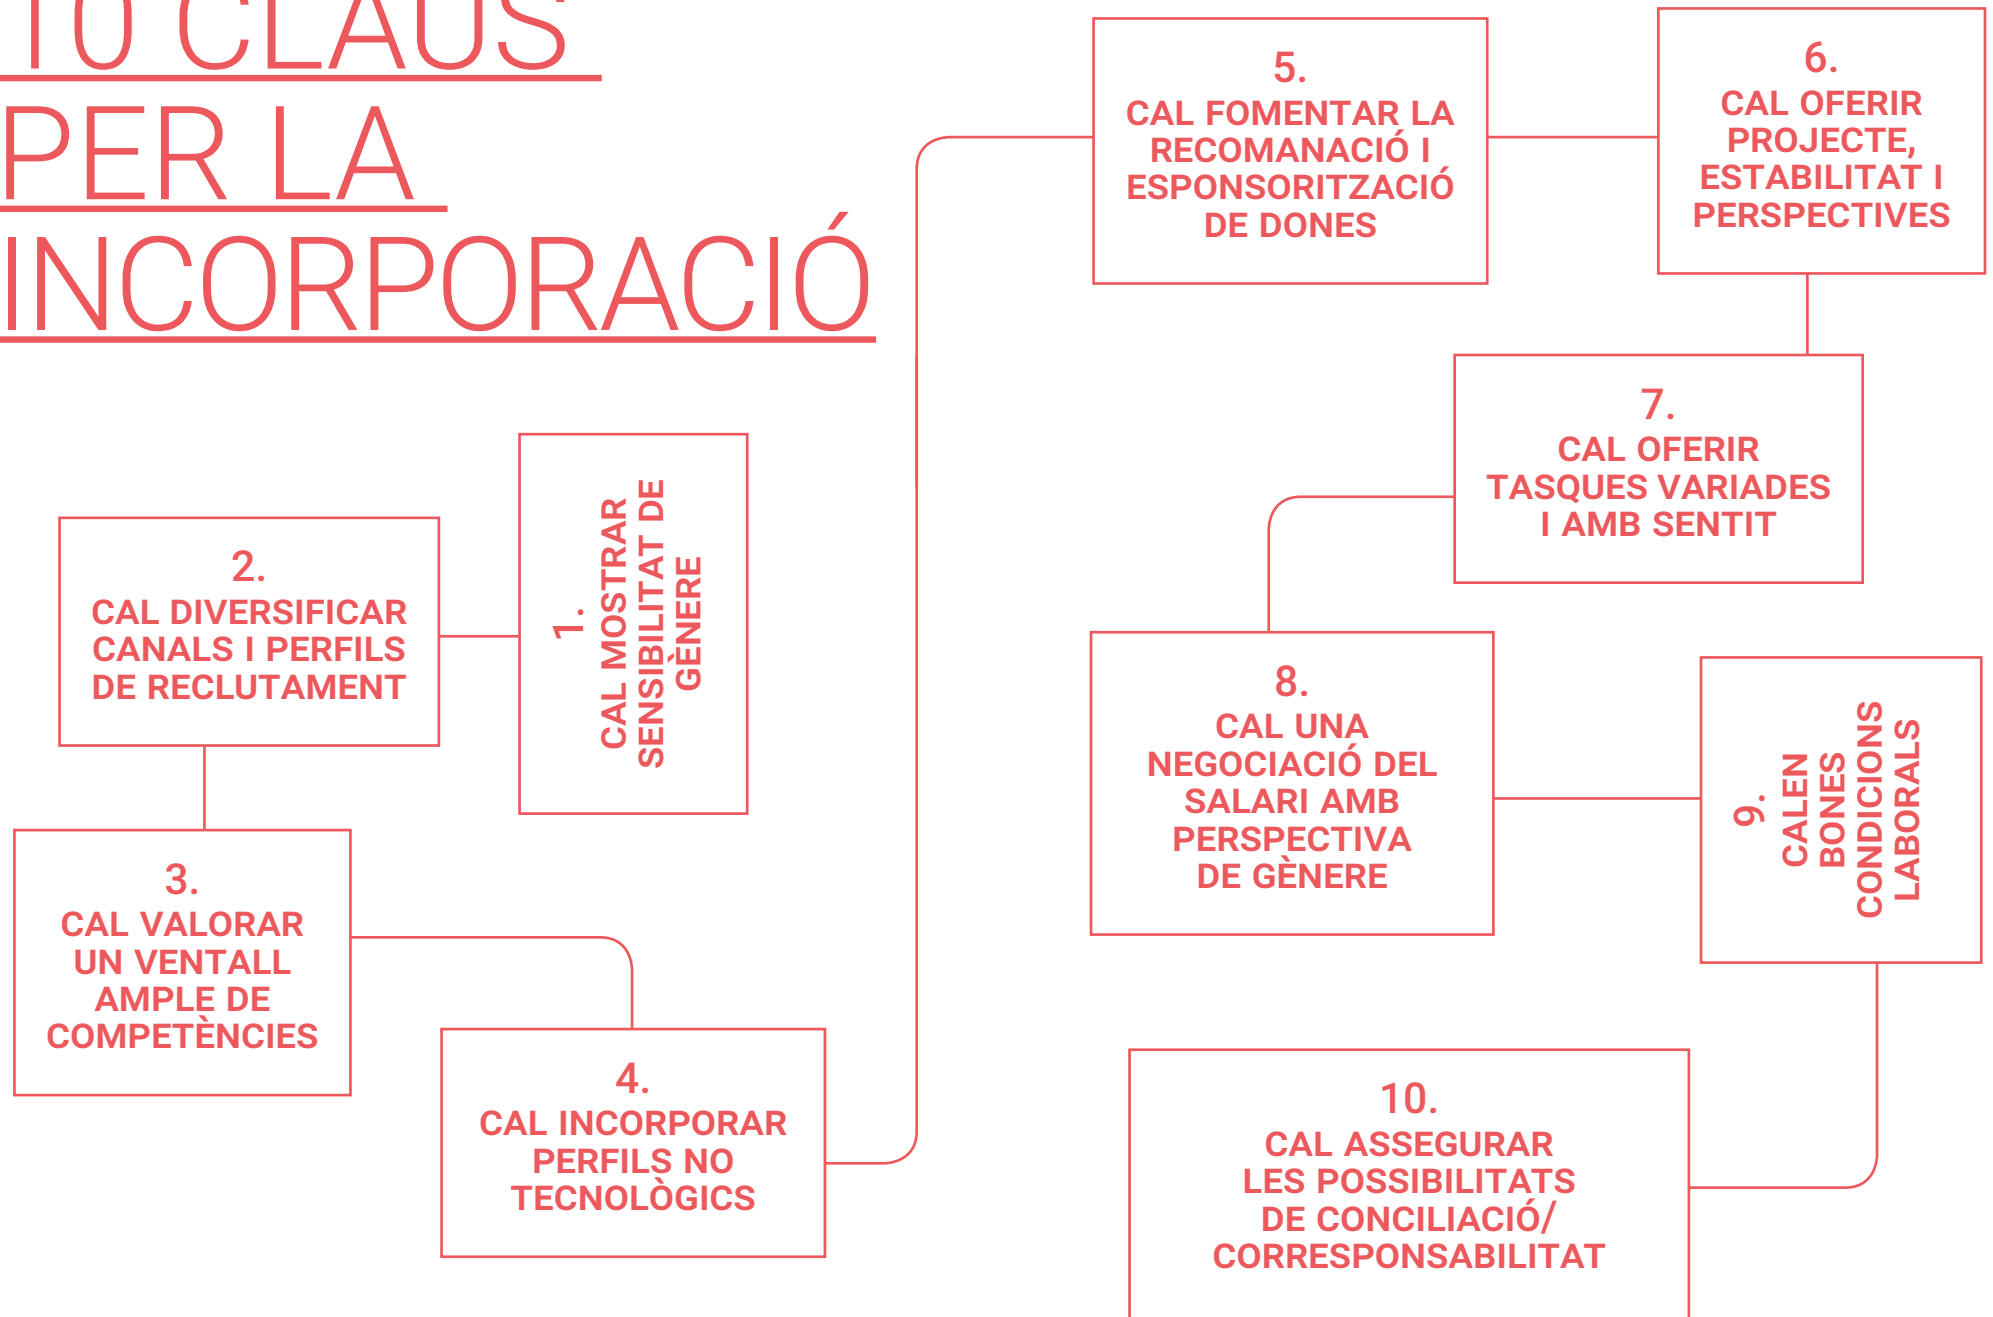 10 CLAUS
PER LA
INCORPORACIÓ
1.
CAL MOSTRAR
SENSIBILITAT DE
GÈNERE
2.
CAL DIVERSIFICAR
CANALS I PERFILS
DE RECLUTAMENT
3.
CAL VALORAR
UN VENTALL
AMPLE DE
COMPETÈNCIES
4.
CAL INCORPORAR
PERFILS NO
TECNOLÒGICS
5.
CAL FOMENTAR LA
RECOMANACIÓ I
ESPONSORITZACIÓ
DE DONES
6.
CAL OFERIR
PROJECTE,
ESTABILITAT I
PERSPECTIVES
7.
CAL OFERIR
TASQUES VARIADES
I AMB SENTIT
8.
CAL UNA
NEGOCIACIÓ DEL
SALARI AMB
PERSPECTIVA
DE GÈNERE
9.
CALEN
BONES
CONDICIONS
LABORALS
10.
CAL ASSEGURAR
LES POSSIBILITATS
DE CONCILIACIÓ/
CORRESPONSABILITAT